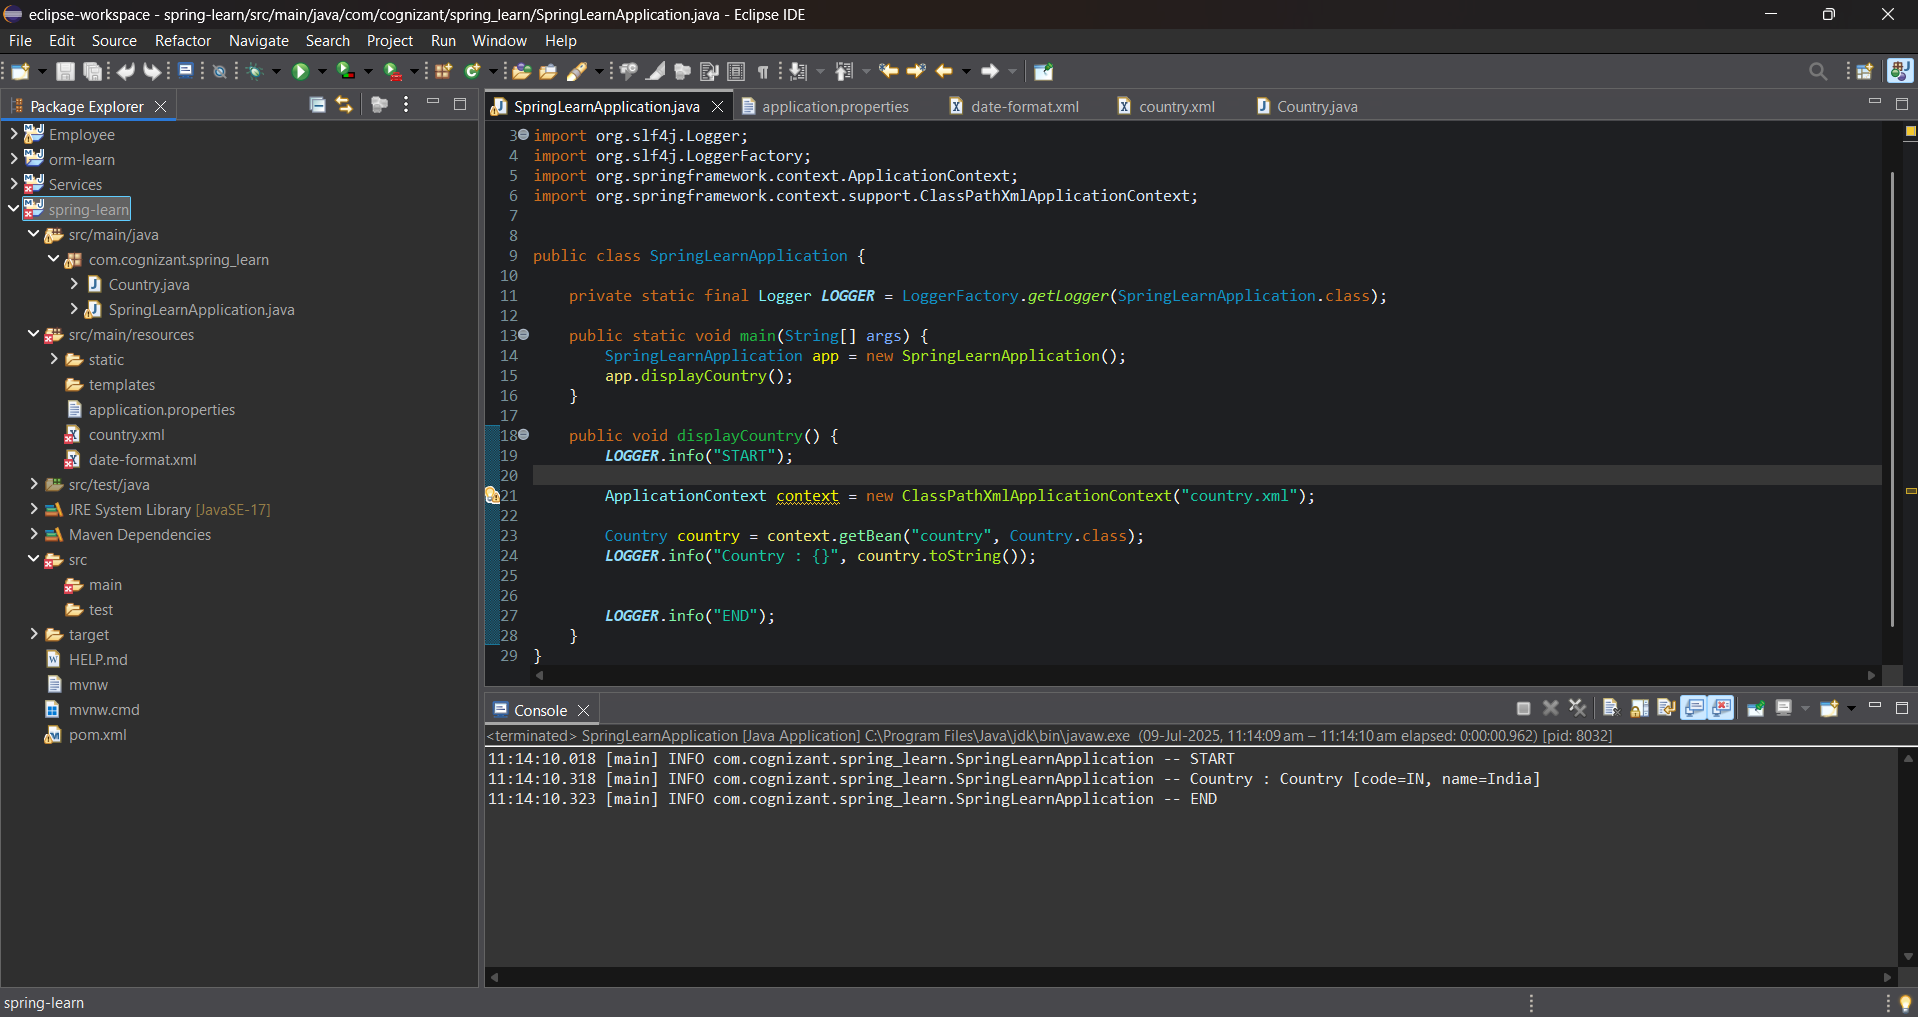 eclipse-workspace - spring-learn/src/main/java/com/cognizant/spring_learn/SpringLearnApplication.java - Eclipse IDE
File Edit Source Refactor Navigate Search Project Run Window Help
Package Explorer
Employee
orm-learn
Services
spring-learn
src/main/java
com.cognizant.spring_learn
Country.java
SpringLearnApplication.java
src/main/resources
static
templates
application.properties
country.xml
date-format.xml
src/test/java
JRE System Library [JavaSE-17]
Maven Dependencies
src
main
test
target
HELP.md
mvnw
mvnw.cmd
pom.xml
SpringLearnApplication.java application.properties date-format.xml country.xml Country.java
3 import org.slf4j.Logger;
4 import org.slf4j.LoggerFactory;
5 import org.springframework.context.ApplicationContext;
6 import org.springframework.context.support.ClassPathXmlApplicationContext;
7
8
9 public class SpringLearnApplication {
10
11 private static final Logger LOGGER = LoggerFactory.getLogger(SpringLearnApplication.class);
12
13 public static void main(String[] args) {
14 SpringLearnApplication app = new SpringLearnApplication();
15 app.displayCountry();
16 }
17
18 public void displayCountry() {
19 LOGGER.info("START");
20
21 ApplicationContext context = new ClassPathXmlApplicationContext("country.xml");
22
23 Country country = context.getBean("country", Country.class);
24 LOGGER.info("Country : {}", country.toString());
25
26
27 LOGGER.info("END");
28 }
29 }
Console
<terminated> SpringLearnApplication [Java Application] C:\Program Files\Java\jdk\bin\javaw.exe (09-Jul-2025, 11:14:09 am – 11:14:10 am elapsed: 0:00:00.962) [pid: 8032]
11:14:10.018 [main] INFO com.cognizant.spring_learn.SpringLearnApplication -- START
11:14:10.318 [main] INFO com.cognizant.spring_learn.SpringLearnApplication -- Country : Country [code=IN, name=India]
11:14:10.323 [main] INFO com.cognizant.spring_learn.SpringLearnApplication -- END
spring-learn